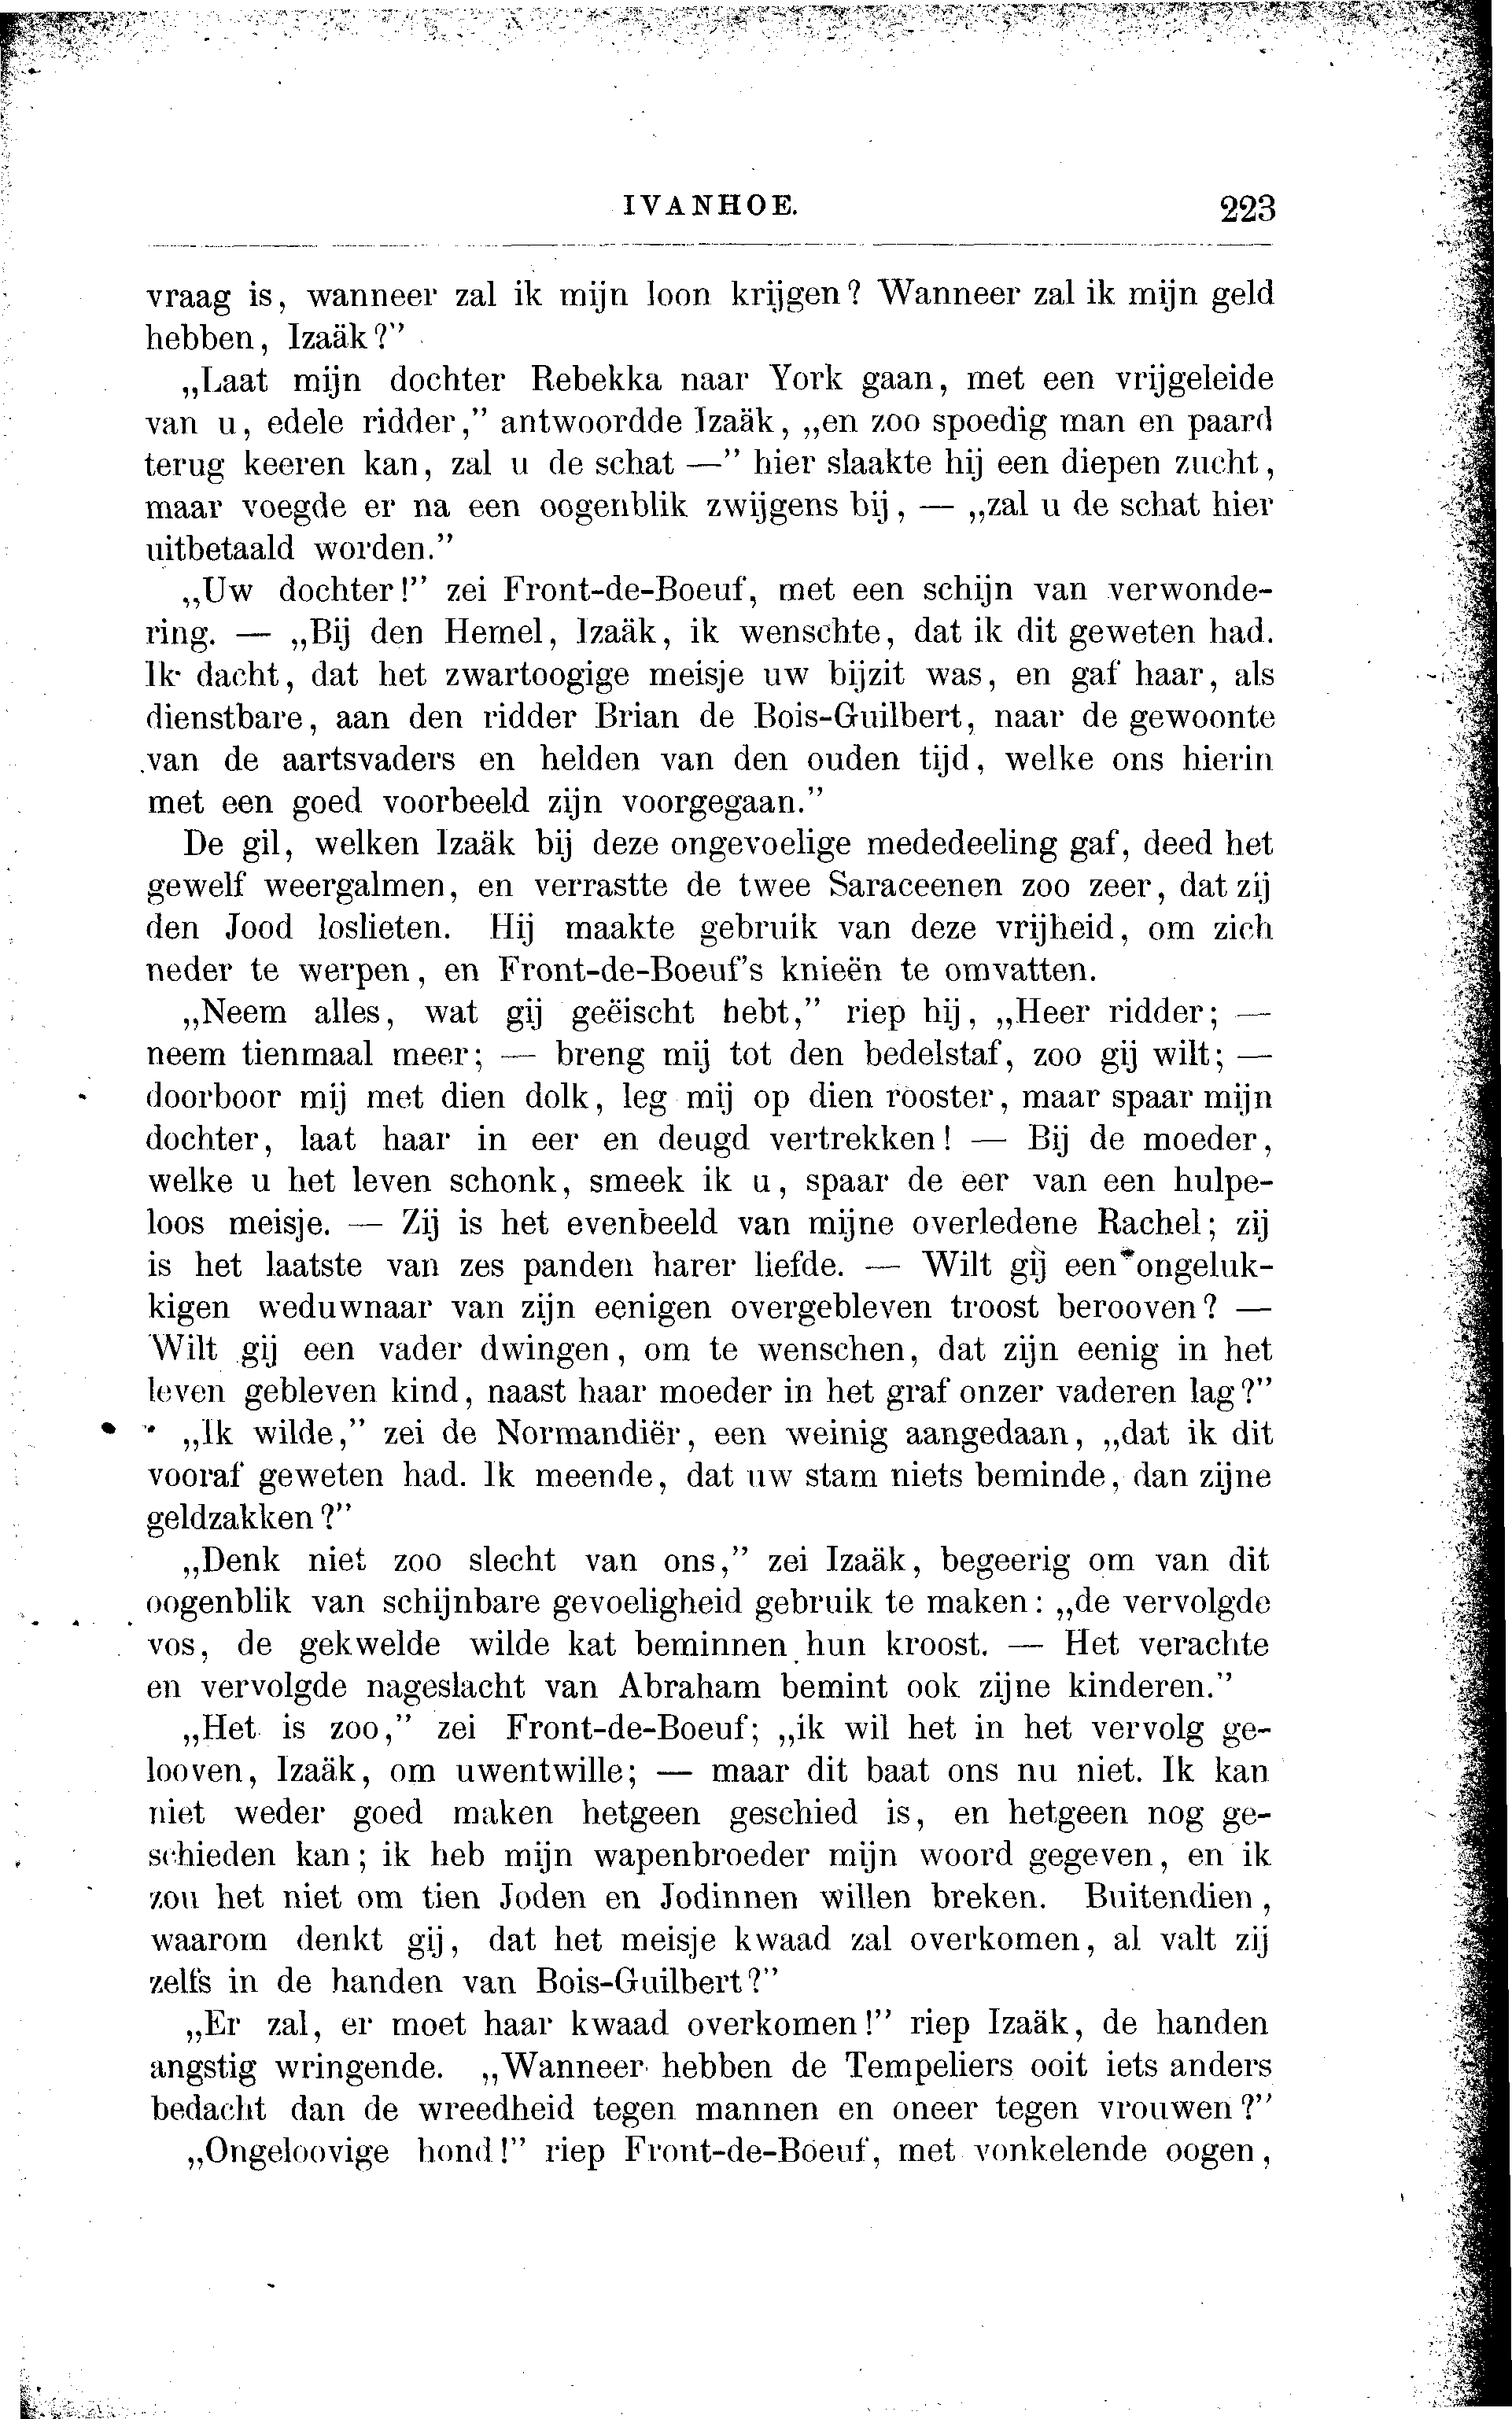 IVANHOE. 223
vraag is, wanneer zal ik mijn loon krijgen? Wanneer zal ik mijn geld
hebben, Izaäk?”
„Laat mijn dochter Rebekka naar York gaan, met een vrijgeleide
van u, edele ridder,” antwoordde Izaäk, „en zoo spoedig man en paard
terug keeren kan, zal u de schat —” hier slaakte hij een diepen zucht,
maar voegde er na een oogenblik zwijgens bij, — „zal u de schat hier
uitbetaald worden.”
„Uw dochter!” zei Front-de-Boeuf, met een schijn van verwonde-
ring. — „Bij den Hemel, Izaäk, ik wenschte, dat ik dit geweten had.
Ik dacht, dat het zwartoogige meisje uw bijzit was, en gaf haar, als
dienstbare, aan den ridder Brian de Bois-Guilbert, naar de gewoonte
van de aartsvaders en helden van den ouden tijd, welke ons hierin
met een goed voorbeeld zijn voorgegaan.”
De gil, welken Izaäk bij deze ongevoelige mededeeling gaf, deed het
gewelf weergalmen, en verrastte de twee Saraceenen zoo zeer, dat zij
den Jood loslieten. Hij maakte gebruik van deze vrijheid, om zich
neder te werpen, en Front-de-Boeuf's knieën te omvatten.
„Neem alles, wat gij geëischt hebt,” riep hij, „Heer ridder; —
neem tienmaal meer; — breng mij tot den bedelstaf, zoo gij wilt; —
doorboor mij met dien dolk, leg mij op dien rooster, maar spaar mijn
dochter, laat haar in eer en deugd vertrekken! — Bij de moeder,
welke u het leven schonk, smeek ik u, spaar de eer van een hulpe-
loos meisje. — Zij is het evenbeeld van mijne overledene Rachel; zij
is het laatste van zes panden harer liefde. — Wilt gij een ongeluk-
kigen weduwnaar van zijn eenigen overgebleven troost berooven? —
Wilt gij een vader dwingen, om te wenschen, dat zijn eenig in het
leven gebleven kind, naast haar moeder in het graf onzer vaderen lag?”
„Ik wilde,” zei de Normandiër, een weinig aangedaan, „dat ik dit
vooraf geweten had. Ik meende, dat uw stam niets beminde, dan zijne
geldzakken?”
„Denk niet zoo slecht van ons,” zei Izaäk, begeerig om van dit
oogenblik van schijnbare gevoeligheid gebruik te maken: „de vervolgde
vos, de gekwelde wilde kat beminnen hun kroost. — Het verachte
en vervolgde nageslacht van Abraham bemint ook zijne kinderen.”
„Het is zoo,” zei Front-de-Boeuf; „ik wil het in het vervolg ge-
looven, Izaäk, om uwentwille; — maar dit baat ons nu niet. Ik kan
niet weder goed maken hetgeen geschied is, en hetgeen nog ge-
schieden kan; ik heb mijn wapenbroeder mijn woord gegeven, en ik
zou het niet om tien Joden en Jodinnen willen breken. Buitendien,
waarom denkt gij, dat het meisje kwaad zal overkomen, al valt zij
zelfs in de handen van Bois-Guilbert?”
„Er zal, er moet haar kwaad overkomen!” riep Izaäk, de handen
angstig wringende. „Wanneer hebben de Tempeliers ooit iets anders
bedacht dan de wreedheid tegen mannen en oneer tegen vrouwen?”
„Ongeloovige hond!” riep Front-de-Boeuf, met vonkelende oogen,